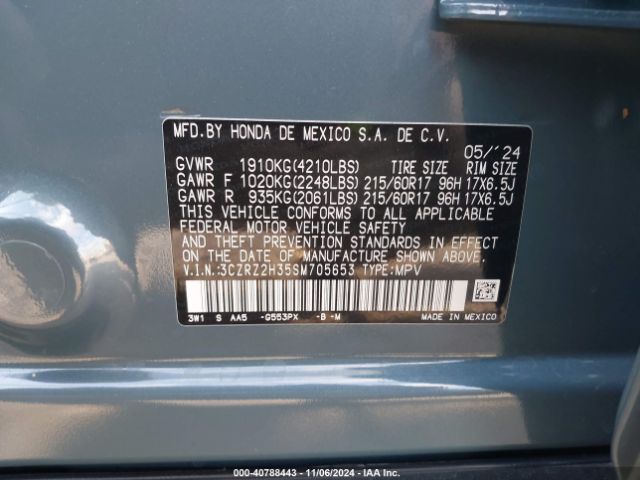 MFD.BY HONDA DE MEXICO S.A. DE C.V.
05/'24
GVWR 1910KG(4210LBS) TIRE SIZE RIM SIZE
GAWR F 1020KG(2248LBS) 215/60R17 96H 17X6.5J
GAWR R 935KG(2061LBS) 215/60R17 96H 17X6.5J
THIS VEHICLE CONFORMS TO ALL APPLICABLE
FEDERAL MOTOR VEHICLE SAFETY
AND THEFT PREVENTION STANDARDS IN EFFECT
ON THE DATE OF MANUFACTURE SHOWN ABOVE.
V.I.N.:3CZRZ2H35SM705653 TYPE:MPV
3W1 S AA5 -G553PX -B-M MADE IN MEXICO
00-40788443 - 11/06/2024 - IAAI.COM